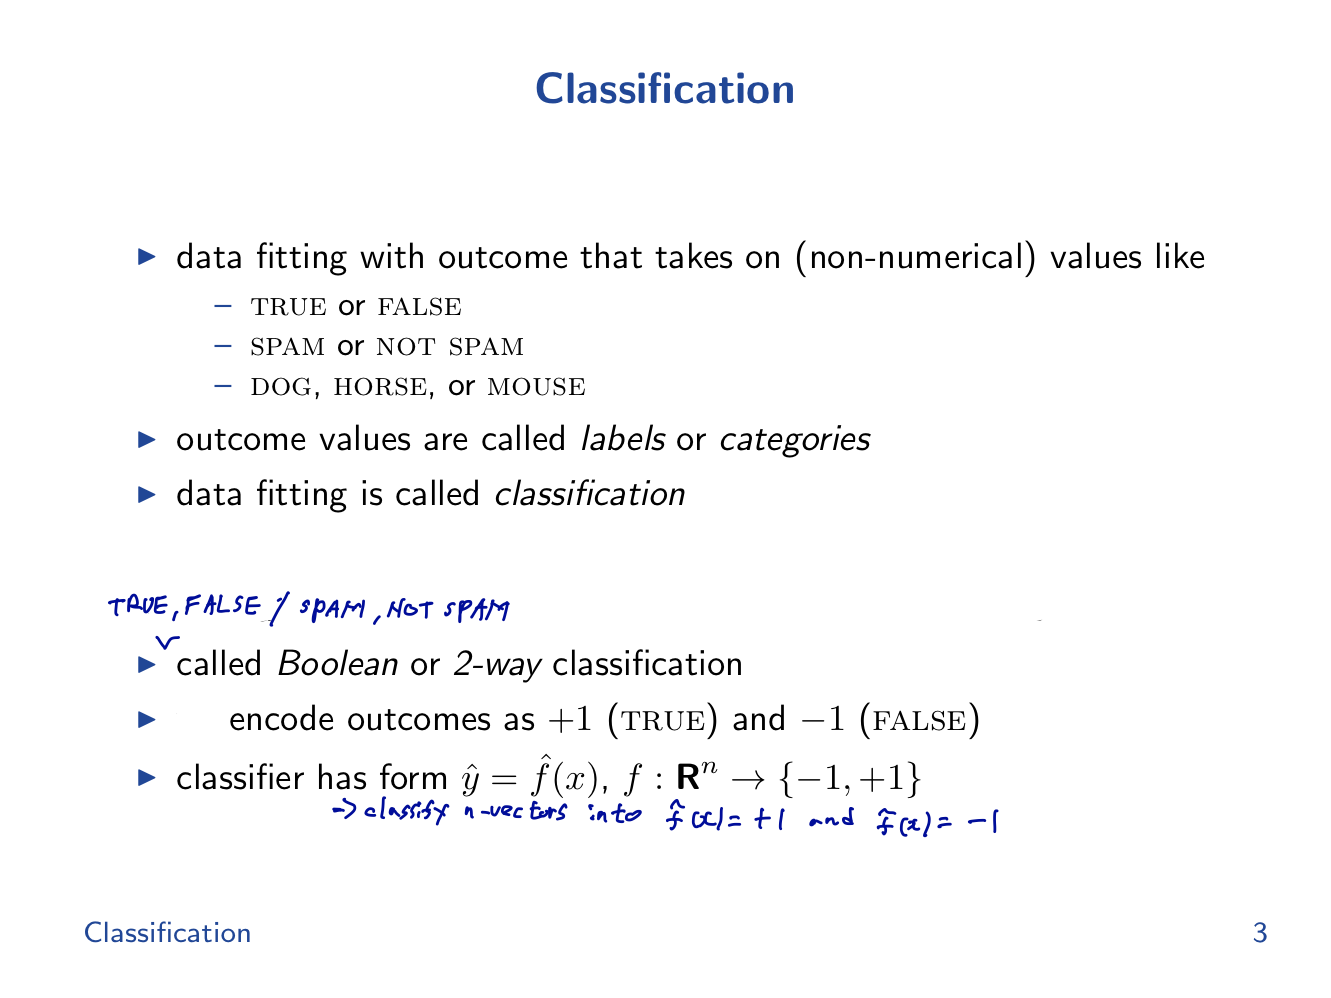 Classification
▶ data fitting with outcome that takes on (non-numerical) values like
– TRUE or FALSE
– SPAM or NOT SPAM
– DOG, HORSE, or MOUSE
▶ outcome values are called labels or categories
▶ data fitting is called classification
TRUE, FALSE / SPAM, NOT SPAM
▶ called Boolean or 2-way classification
▶ encode outcomes as +1 (TRUE) and −1 (FALSE)
▶ classifier has form ŷ = f̂(x), f : Rⁿ → {−1, +1}
→ classify n-vectors into f̂(x) = +1 and f̂(x) = −1
Classification 3